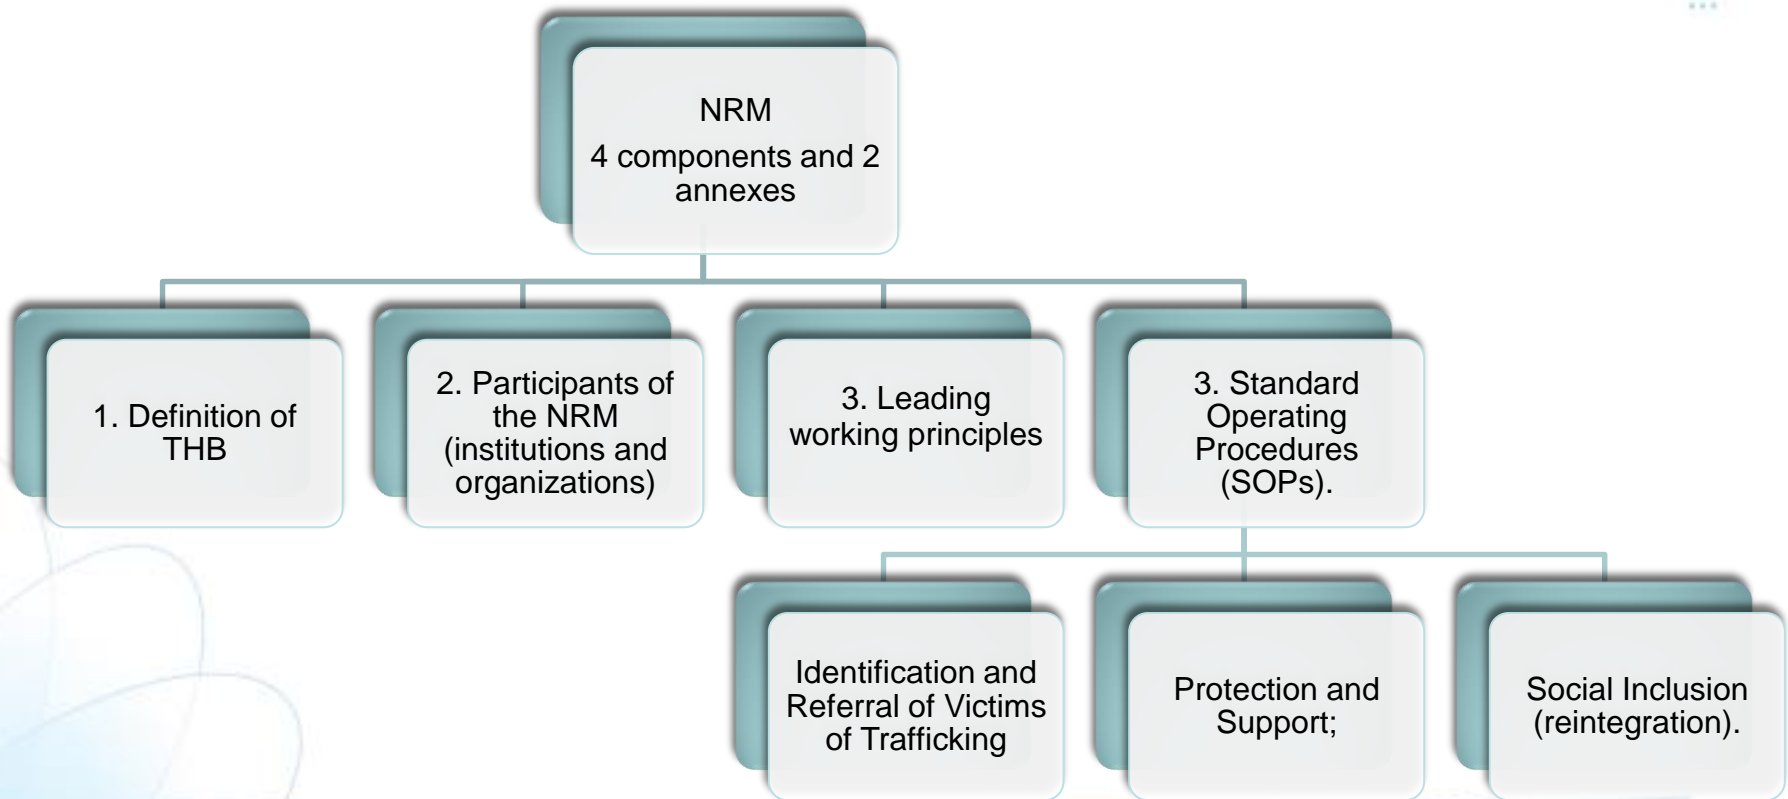 NRM
4 components and 2
annexes
1. Definition of
THB
2. Participants of
the NRM
(institutions and
organizations)
3. Leading
working principles
3. Standard
Operating
Procedures
(SOPs).
Identification and
Referral of Victims
of Trafficking
Protection and
Support;
Social Inclusion
(reintegration).